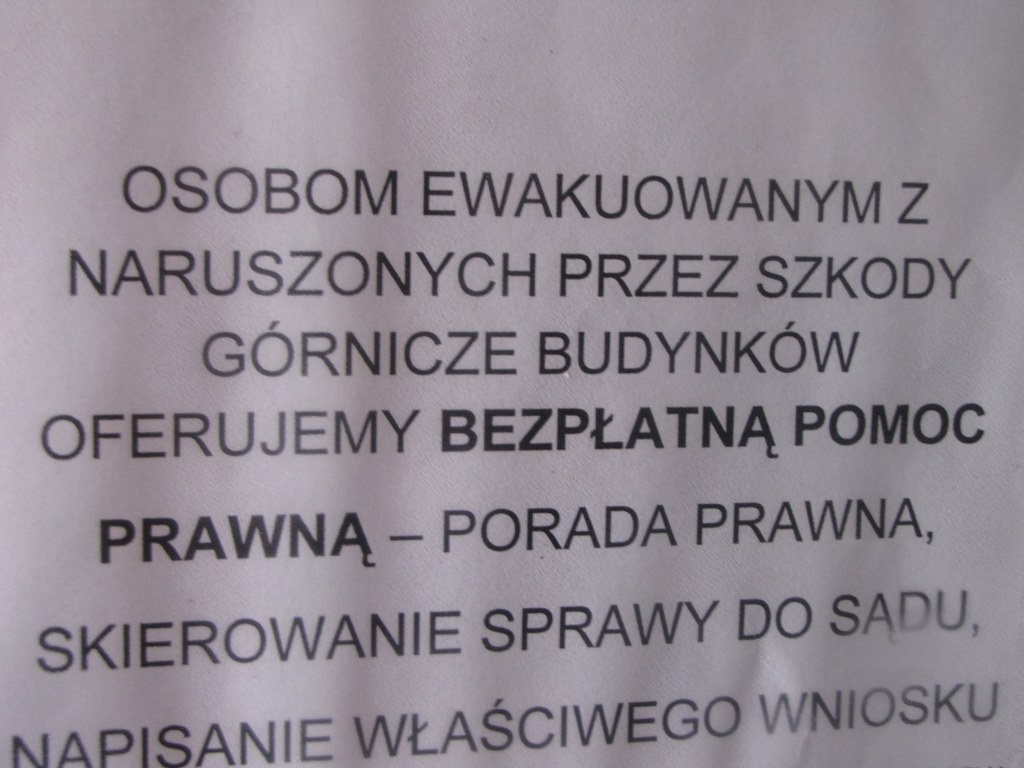 OSOBOM EWAKUOWANYM Z
NARUSZONYCH PRZEZ SZKODY
GÓRNICZE BUDYNKÓW
OFERUJEMY BEZPŁATNĄ POMOC
PRAWNĄ – PORADA PRAWNA,
SKIEROWANIE SPRAWY DO SĄDU,
NAPISANIE WŁAŚCIWEGO WNIOSKU